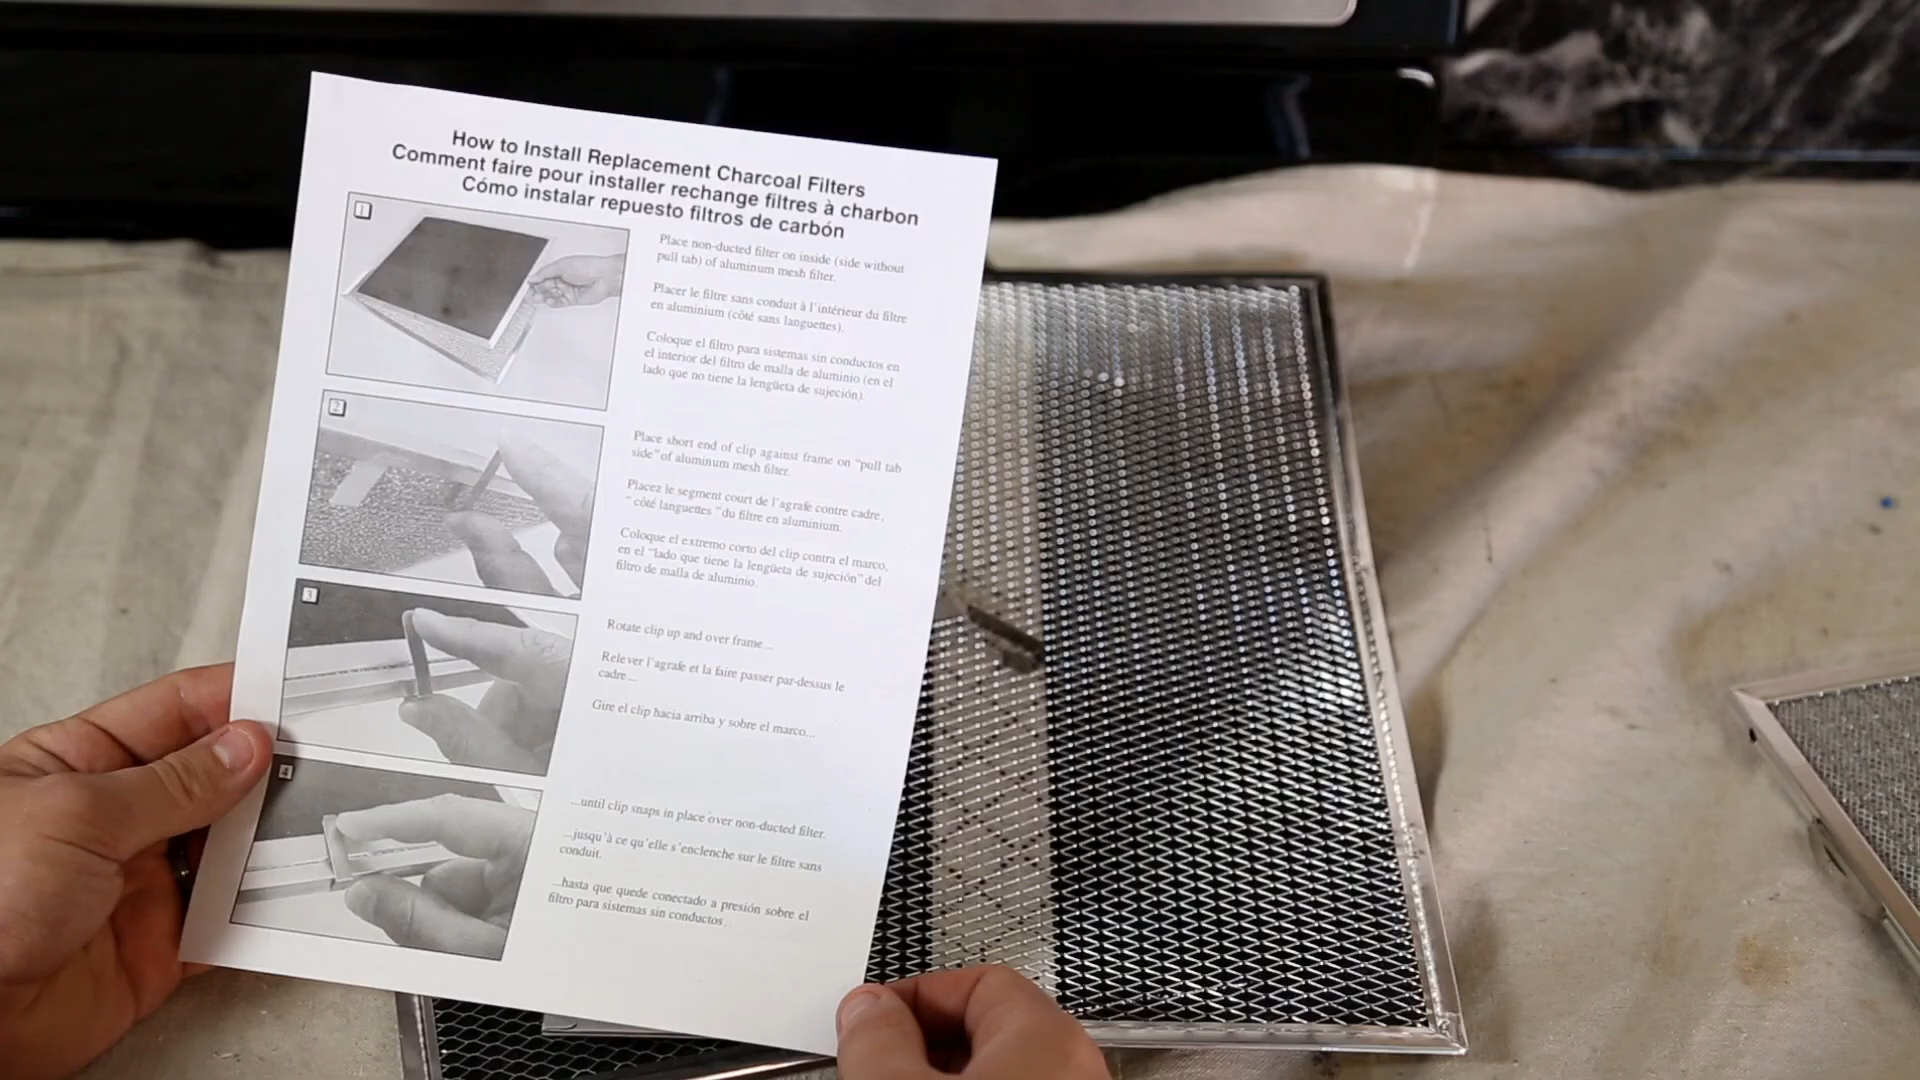 How to Install Replacement Charcoal Filters
Comment faire pour installer rechange filtres à charbon
Cómo instalar repuesto filtros de carbón
1
Place non-ducted filter on inside (side without
pull tab) of aluminum mesh filter.
Placer le filtre sans conduit à l'intérieur du filtre
en aluminium (côté sans languettes).
Coloque el filtro para sistemas sin conductos en
el interior del filtro de malla de aluminio (en el
lado que no tiene la lengüeta de sujeción).
2
Place short end of clip against frame on "pull tab
side" of aluminum mesh filter.
Placez le segment court de l'agrafe contre cadre,
"côté languettes" du filtre en aluminium.
Coloque el extremo corto del clip contra el marco,
en el "lado que tiene la lengüeta de sujeción" del
filtro de malla de aluminio.
3
Rotate clip up and over frame...
Relever l'agrafe et la faire passer par-dessus le
cadre...
Gire el clip hacia arriba y sobre el marco...
4
...until clip snaps in place over non-ducted filter.
...jusqu'à ce qu'elle s'enclenche sur le filtre sans
conduit.
...hasta que quede conectado a presión sobre el
filtro para sistemas sin conductos.